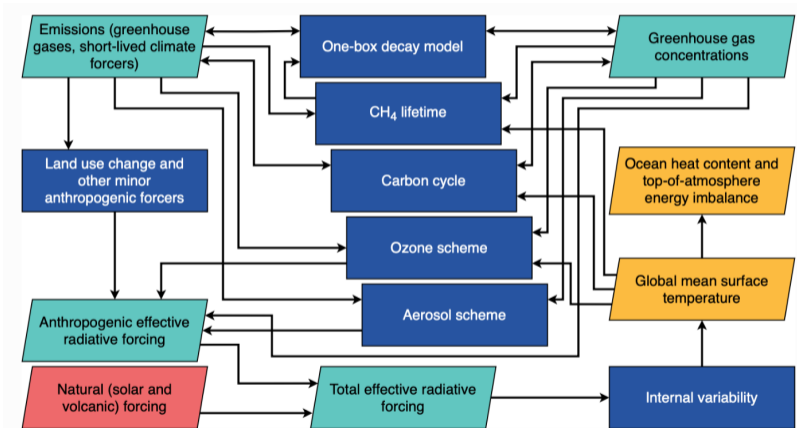 Emissions (greenhouse
gases, short-lived climate
forcers)
One-box decay model
Greenhouse gas
concentrations
CH₄ lifetime
Land use change and
other minor
anthropogenic forcers
Carbon cycle
Ocean heat content and
top-of-atmosphere
energy imbalance
Ozone scheme
Global mean surface
temperature
Aerosol scheme
Anthropogenic effective
radiative forcing
Natural (solar and
volcanic) forcing
Total effective radiative
forcing
Internal variability